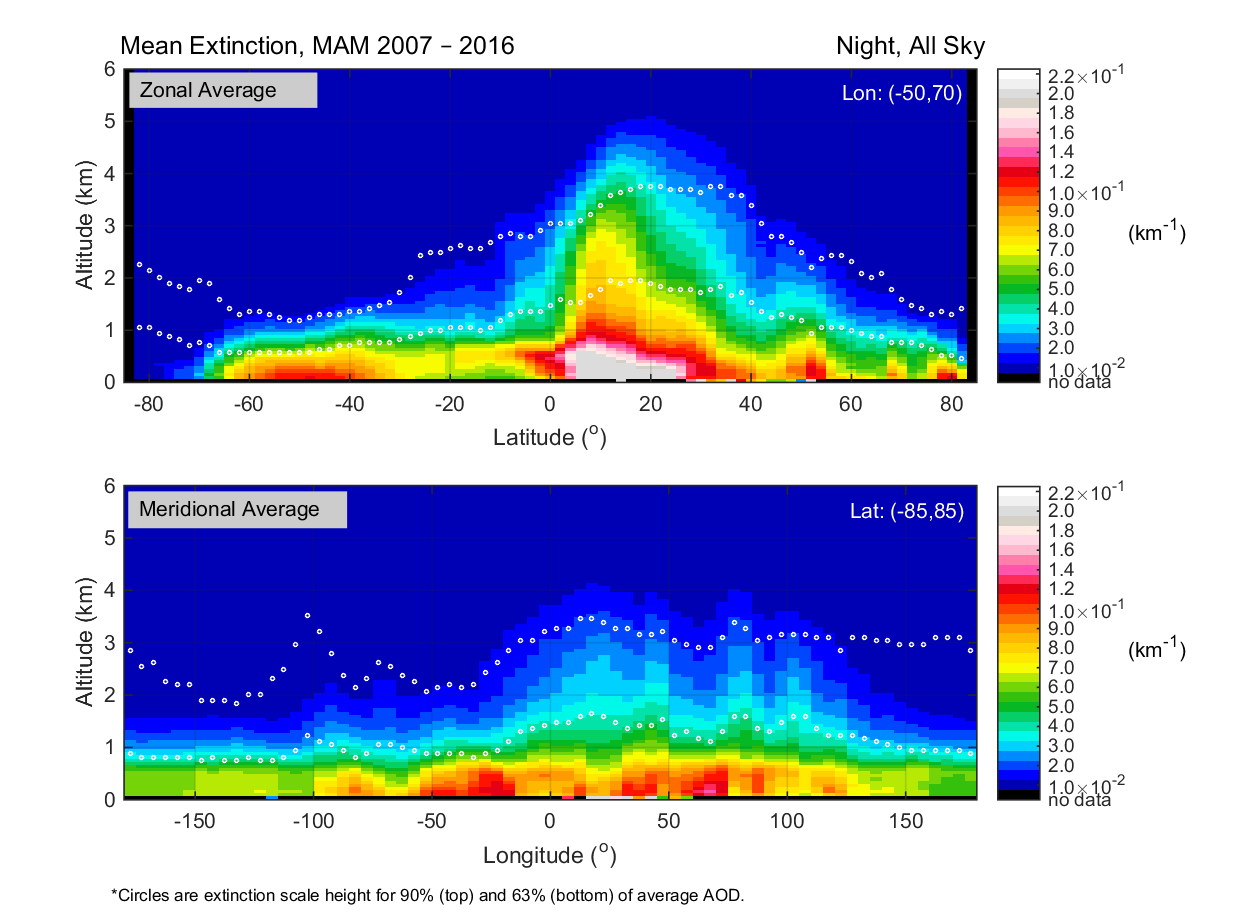 Mean Extinction, MAM 2007 – 2016
Night, All Sky
Zonal Average
Lon: (-50,70)
6
5
4
3
2
1
0
Altitude (km)
-80 -60 -40 -20 0 20 40 60 80
Latitude (°)
2.2×10⁻¹
2.0
1.8
1.6
1.4
1.2
1.0×10⁻¹
9.0
8.0
7.0
6.0
5.0
4.0
3.0
2.0
1.0×10⁻²
no data
(km⁻¹)
Meridional Average
Lat: (-85,85)
6
5
4
3
2
1
0
Altitude (km)
-150 -100 -50 0 50 100 150
Longitude (°)
2.2×10⁻¹
2.0
1.8
1.6
1.4
1.2
1.0×10⁻¹
9.0
8.0
7.0
6.0
5.0
4.0
3.0
2.0
1.0×10⁻²
no data
(km⁻¹)
*Circles are extinction scale height for 90% (top) and 63% (bottom) of average AOD.